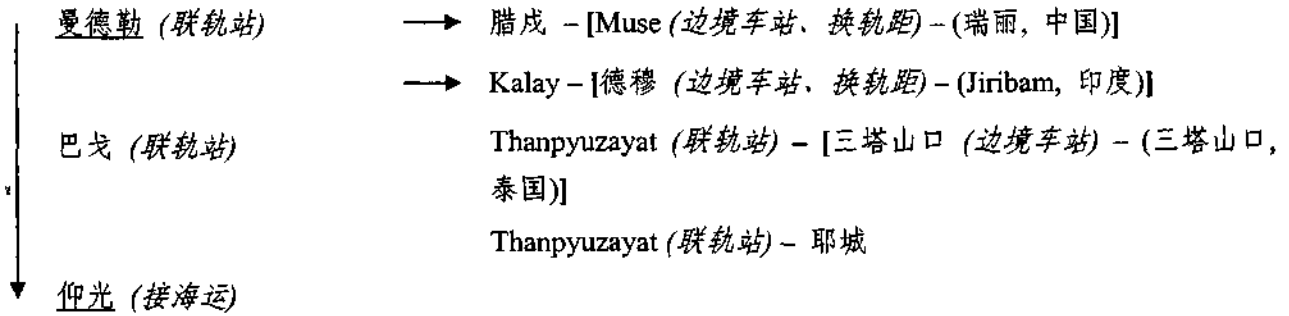 曼德勒 (联轨站) → 腊戍 – [Muse (边境车站、换轨距) – (瑞丽, 中国)]
→ Kalay – [德穆 (边境车站、换轨距) – (Jiribam, 印度)]
巴戈 (联轨站) Thanpyuzayat (联轨站) – [三塔山口 (边境车站) – (三塔山口,
泰国)]
Thanpyuzayat (联轨站) – 耶城
仰光 (接海运)